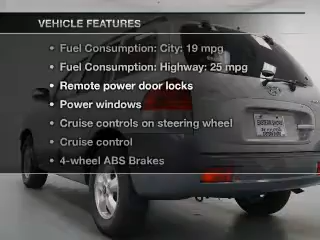 VEHICLE FEATURES
• Fuel Consumption: City: 19 mpg
• Fuel Consumption: Highway: 25 mpg
• Remote power door locks
• Power windows
• Cruise controls on steering wheel
• Cruise control
• 4-wheel ABS Brakes